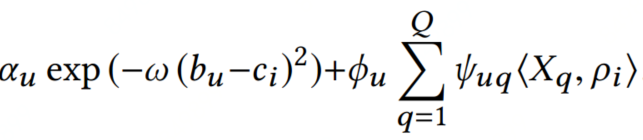 α_u exp (−ω (b_u−c_i)²)+ϕ_u ∑_{q=1}^{Q} ψ_{uq}⟨X_q, ρ_i⟩